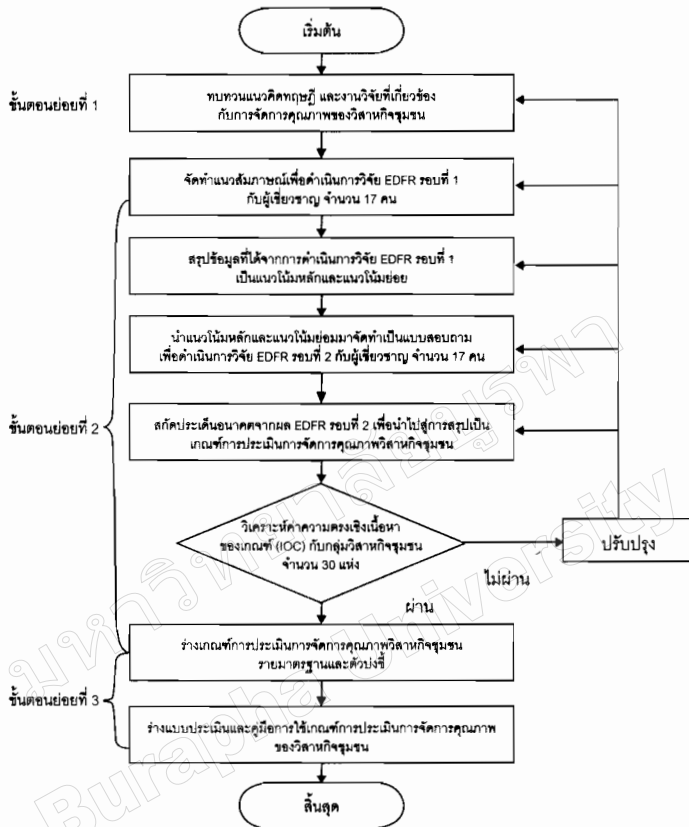 เริ่มต้น
ขั้นตอนย่อยที่ 1
ทบทวนแนวคิดทฤษฎี และงานวิจัยที่เกี่ยวข้อง
กับการจัดการคุณภาพของวิสาหกิจชุมชน
จัดทำแนวสัมภาษณ์เพื่อดำเนินการวิจัย EDFR รอบที่ 1
กับผู้เชี่ยวชาญ จำนวน 17 คน
สรุปข้อมูลที่ได้จากการดำเนินการวิจัย EDFR รอบที่ 1
เป็นแนวโน้มหลักและแนวโน้มย่อย
นำแนวโน้มหลักและแนวโน้มย่อยมาจัดทำเป็นแบบสอบถาม
เพื่อดำเนินการวิจัย EDFR รอบที่ 2 กับผู้เชี่ยวชาญ จำนวน 17 คน
ขั้นตอนย่อยที่ 2
สกัดประเด็นอนาคตจากผล EDFR รอบที่ 2 เพื่อนำไปสู่การสรุปเป็น
เกณฑ์การประเมินการจัดการคุณภาพวิสาหกิจชุมชน
วิเคราะห์ค่าความตรงเชิงเนื้อหา
ของเกณฑ์ (IOC) กับกลุ่มวิสาหกิจชุมชน
จำนวน 30 แห่ง
ปรับปรุง
ไม่ผ่าน
ผ่าน
ร่างเกณฑ์การประเมินการจัดการคุณภาพวิสาหกิจชุมชน
รายมาตรฐานและตัวบ่งชี้
ขั้นตอนย่อยที่ 3
ร่างแบบประเมินและคู่มือการใช้เกณฑ์การประเมินการจัดการคุณภาพ
ของวิสาหกิจชุมชน
สิ้นสุด
มหาวิทยาลัยบูรพา
Burapha University